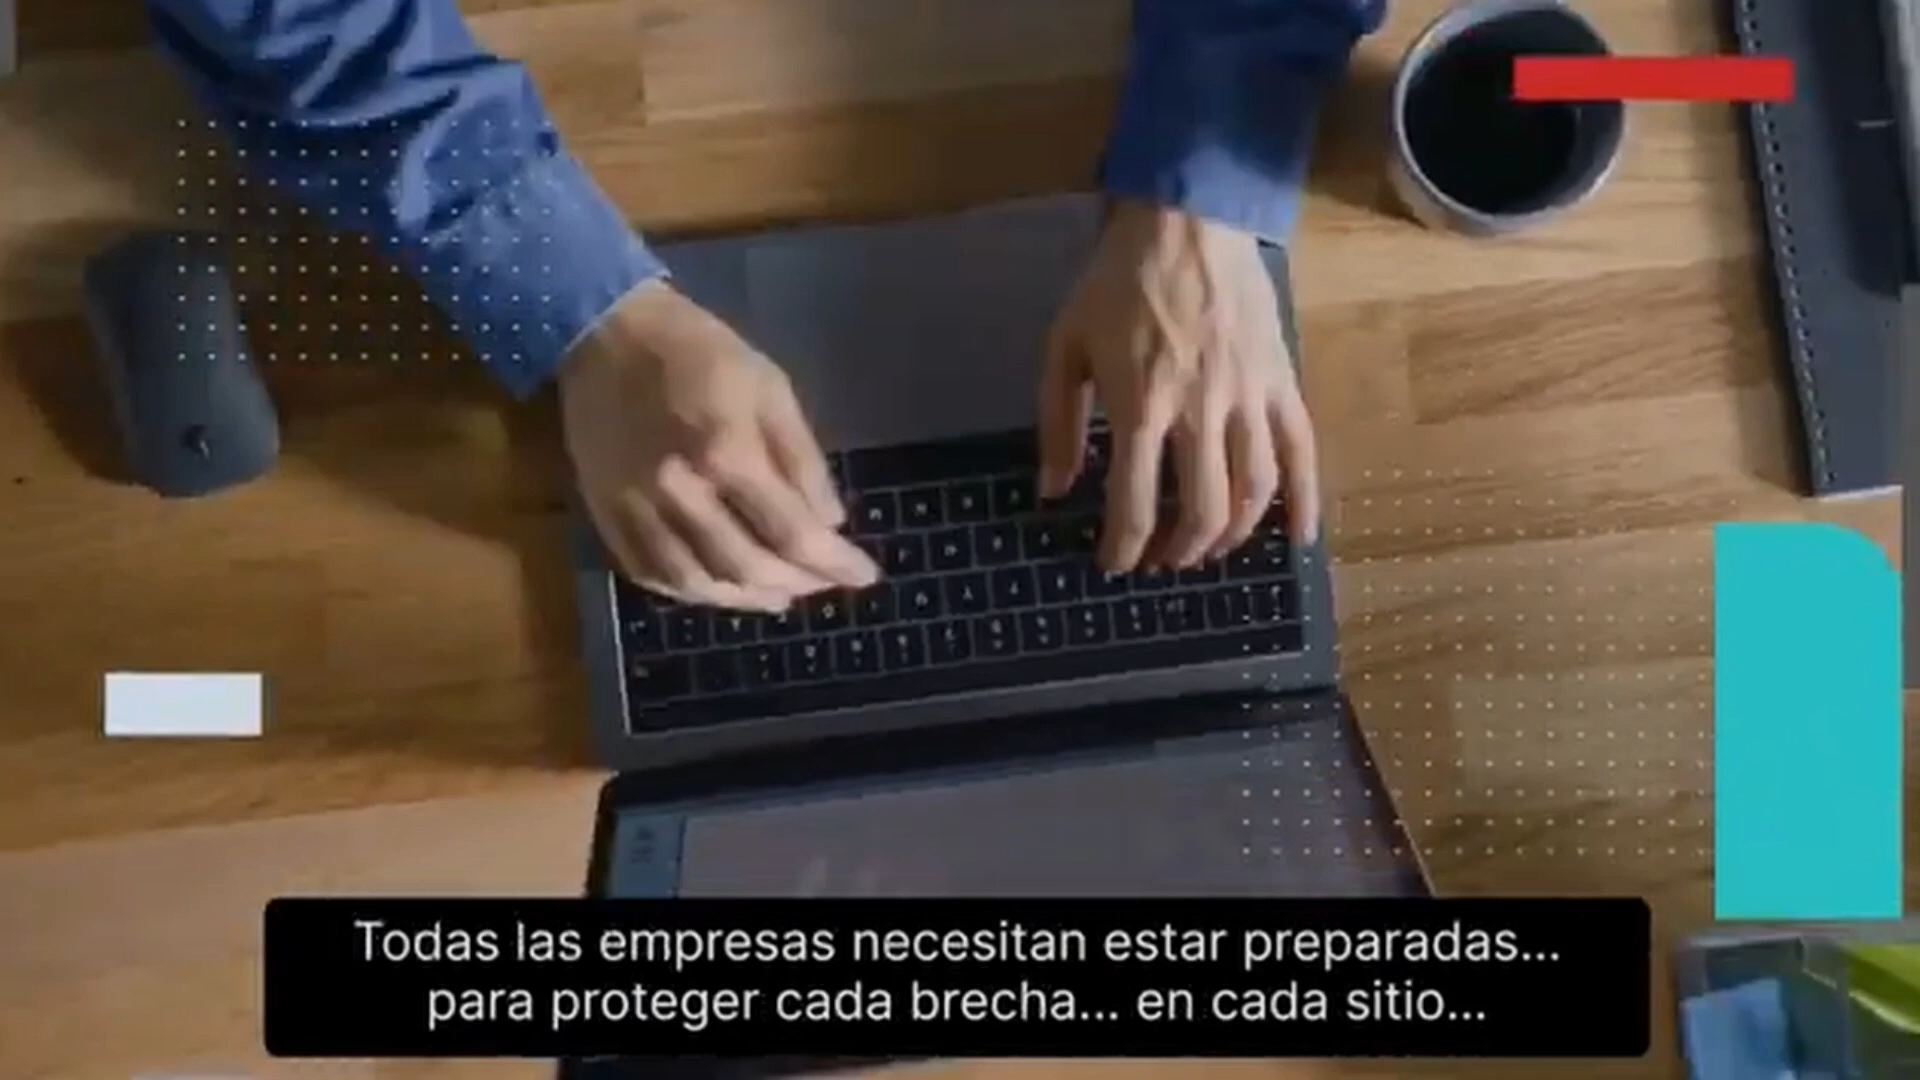 Todas las empresas necesitan estar preparadas...
para proteger cada brecha... en cada sitio...